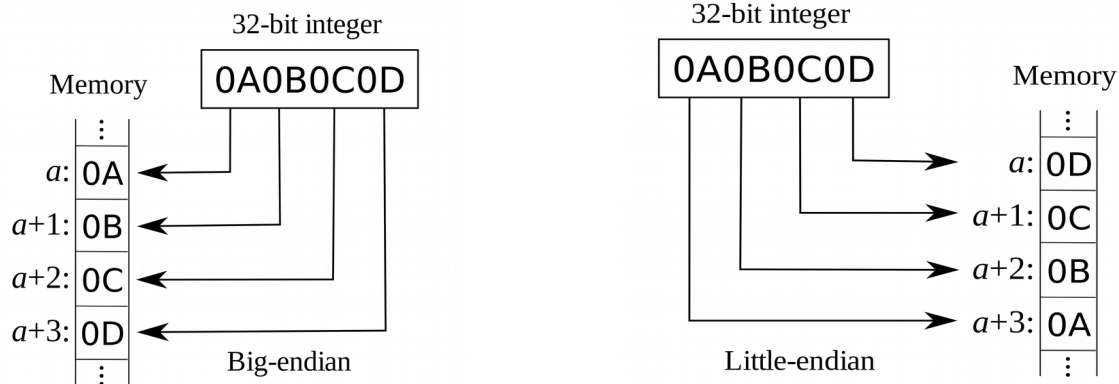 32-bit integer
0A0B0C0D
Memory
⋮
a: 0A
a+1: 0B
a+2: 0C
a+3: 0D
⋮
Big-endian
32-bit integer
0A0B0C0D
Memory
⋮
a: 0D
a+1: 0C
a+2: 0B
a+3: 0A
⋮
Little-endian